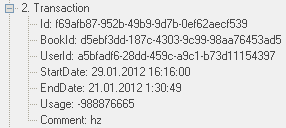 2. Transaction
Id: f69afb87-952b-49b9-9d7b-0ef62aecf539
BookId: d5ebf3dd-187c-4303-9c99-98aa76453ad5
UserId: a5bfadf6-28dd-459c-a9c1-b73d11154397
StartDate: 29.01.2012 16:16:00
EndDate: 21.01.2012 1:30:49
Usage: -988876665
Comment: hz